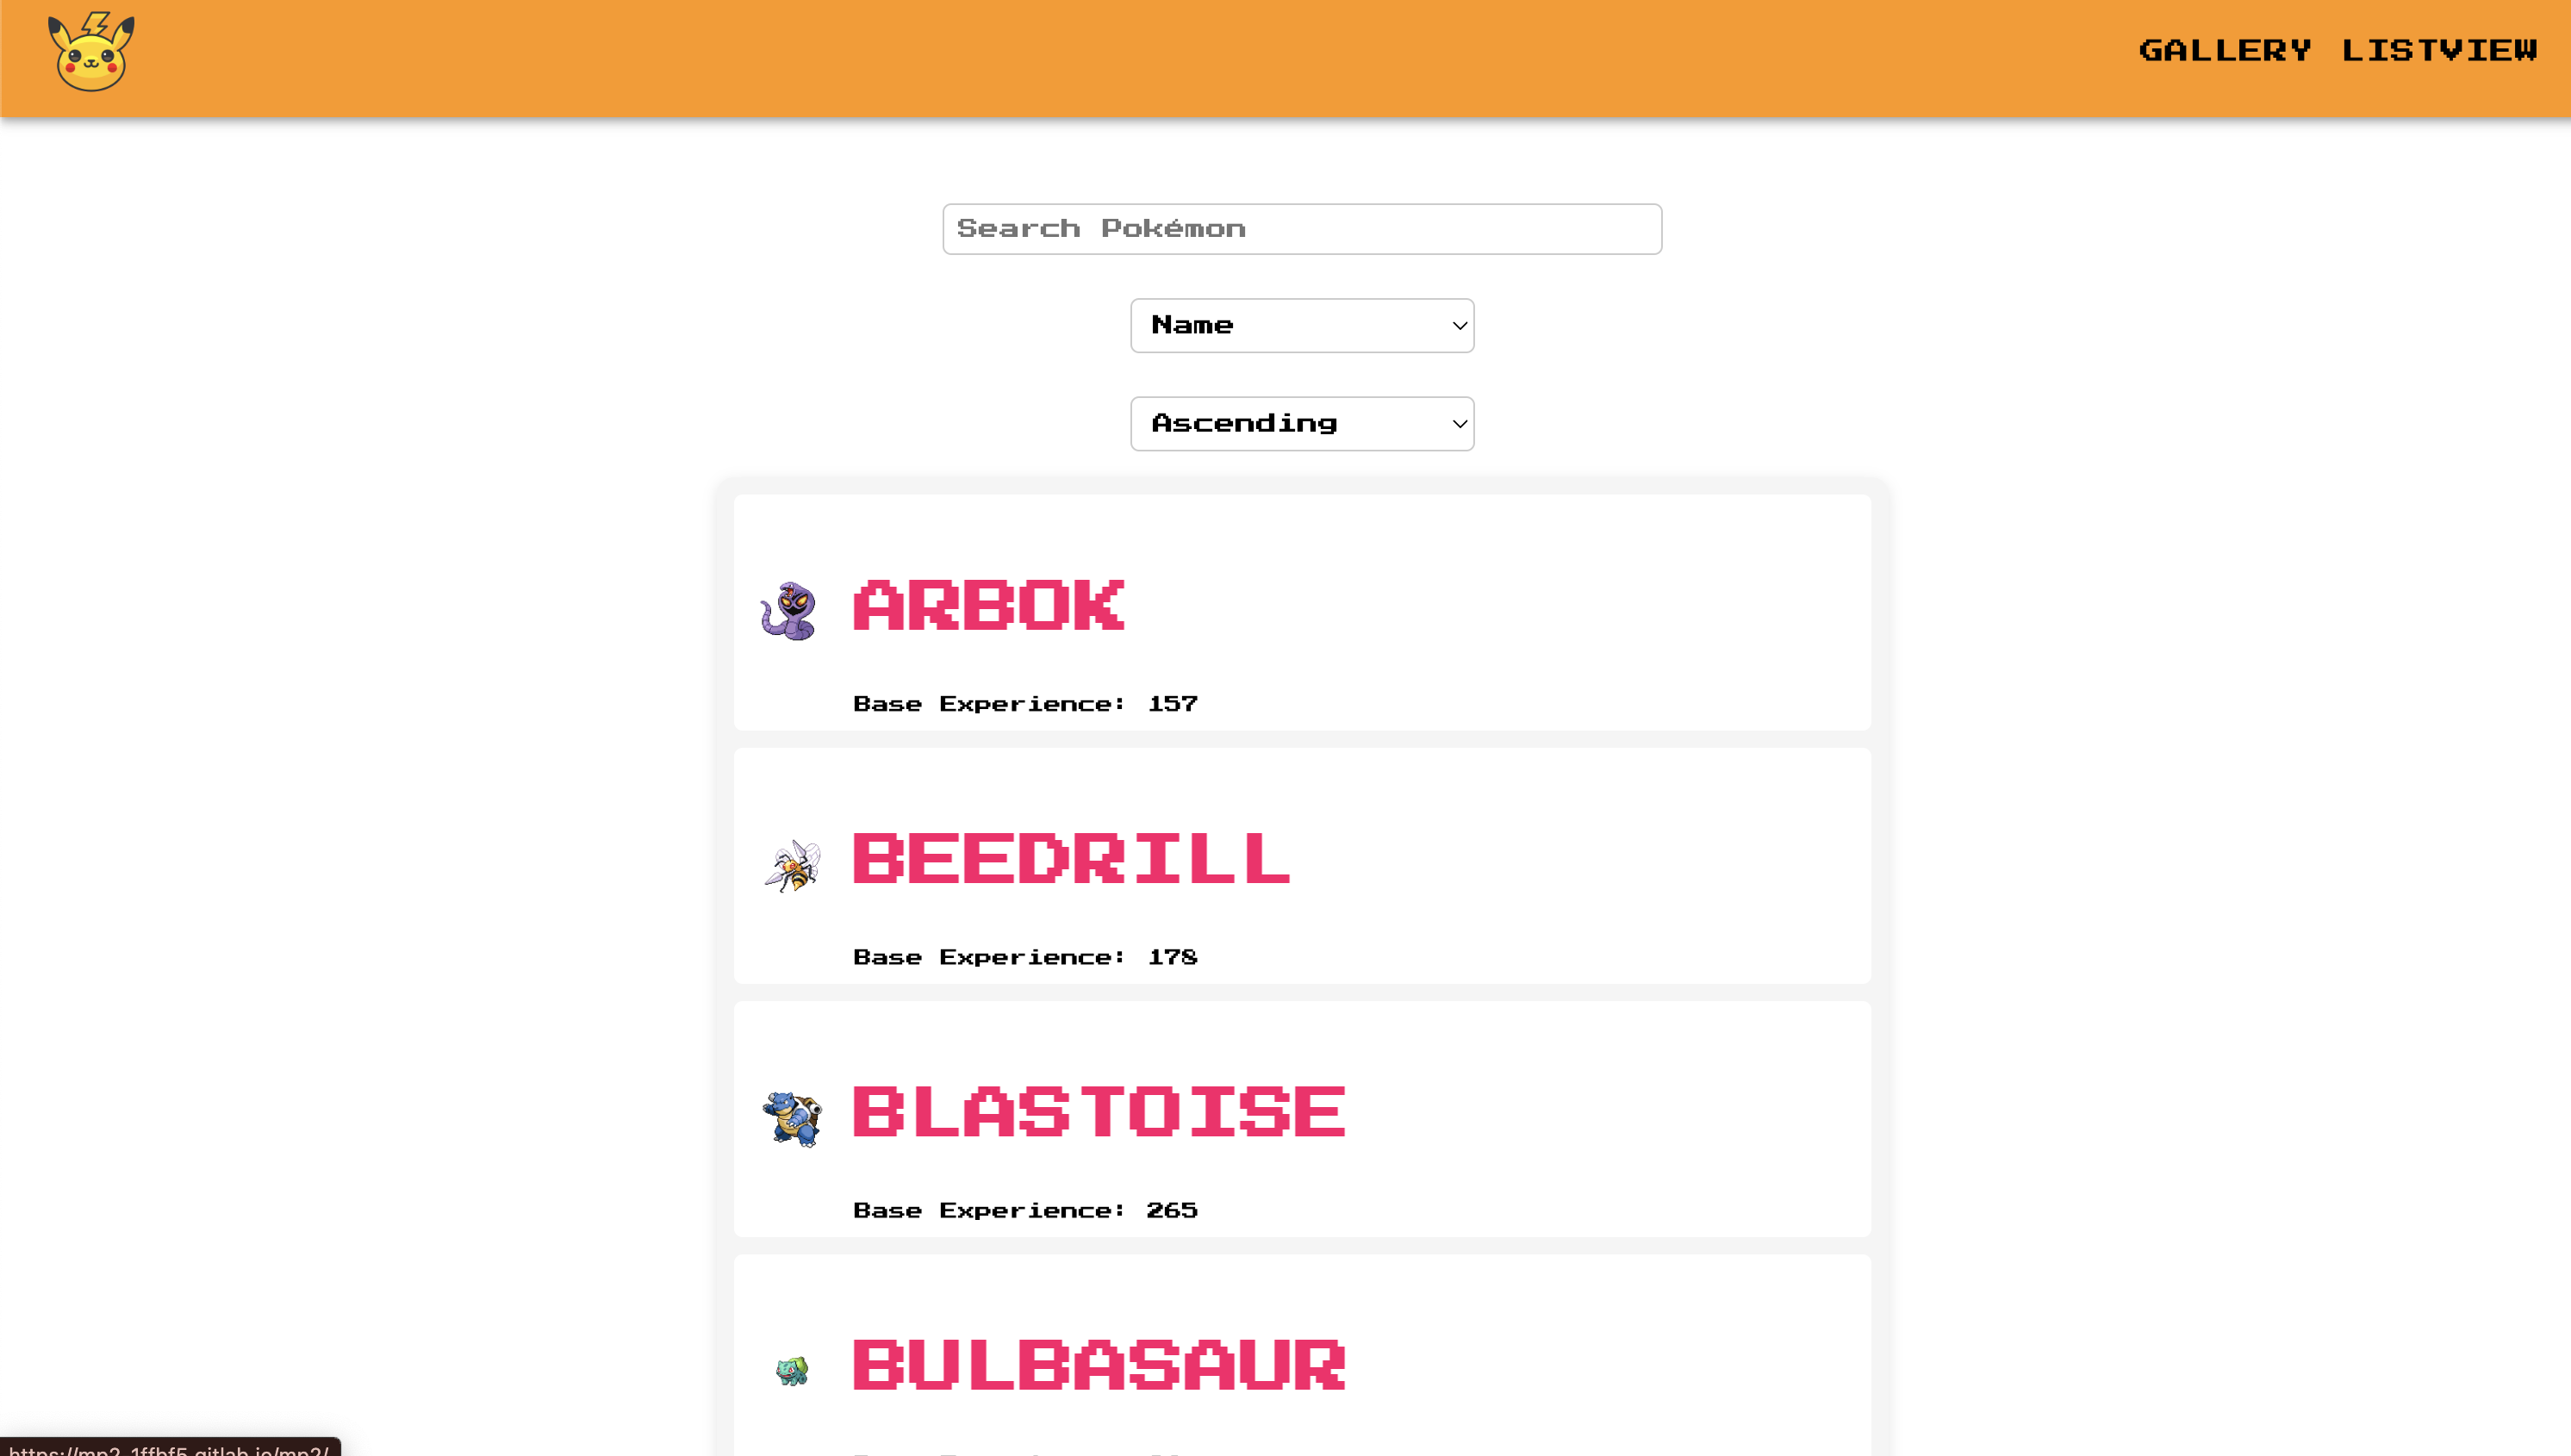 GALLERY LISTVIEW
Search Pokémon
Name
Ascending
ARBOK
Base Experience: 157
BEEDRILL
Base Experience: 178
BLASTOISE
Base Experience: 265
BULBASAUR
https://mp2-1ffbf5.gitlab.io/mp2/